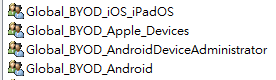 Global_BYOD_iOS_iPadOS
Global_BYOD_Apple_Devices
Global_BYOD_AndroidDeviceAdministrator
Global_BYOD_Android